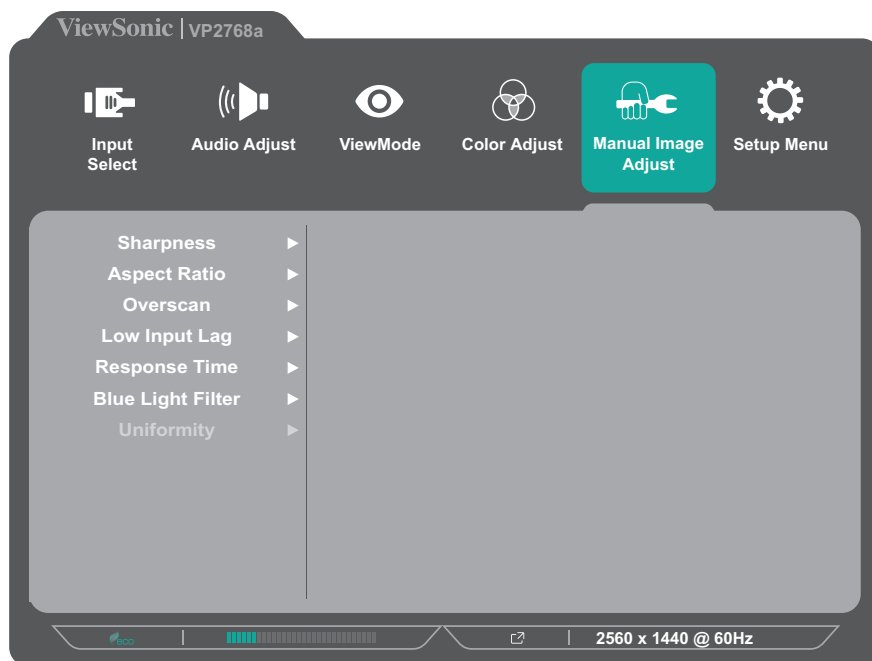 ViewSonic | VP2768a
Input Select
Audio Adjust
ViewMode
Color Adjust
Manual Image Adjust
Setup Menu
Sharpness
Aspect Ratio
Overscan
Low Input Lag
Response Time
Blue Light Filter
Uniformity
eco
2560 x 1440 @ 60Hz